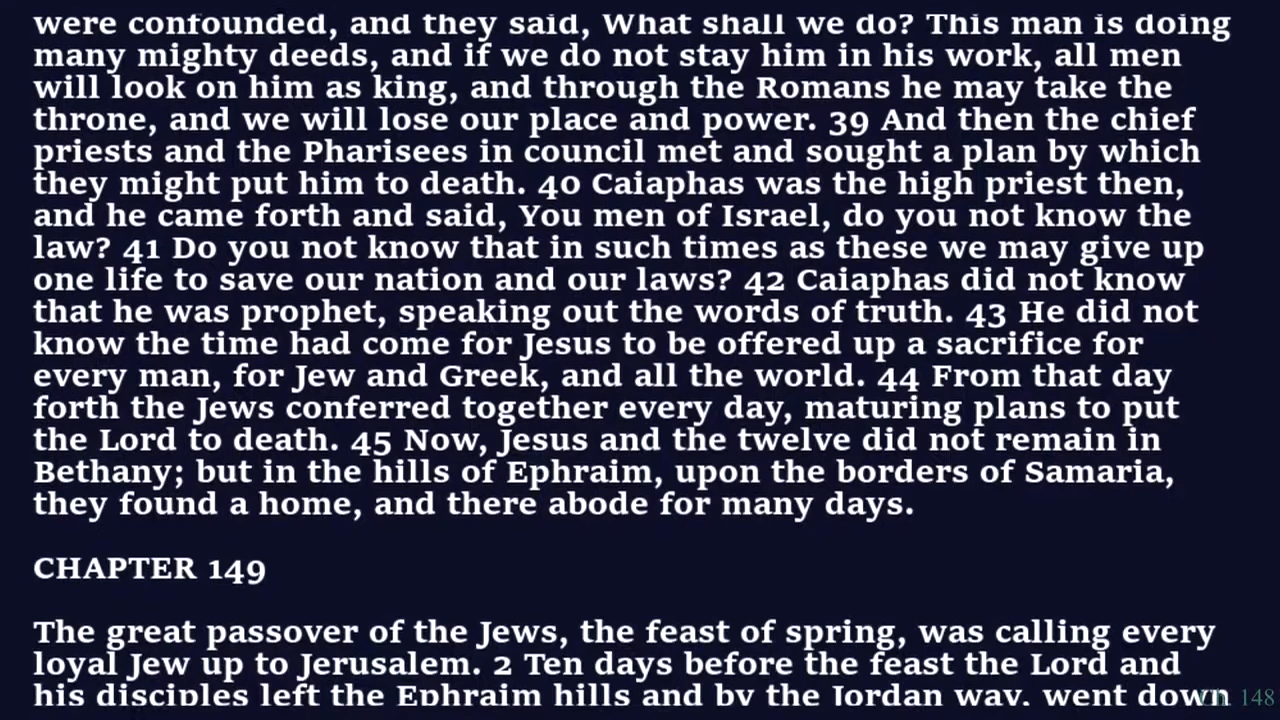 were confounded, and they said, What shall we do? This man is doing
many mighty deeds, and if we do not stay him in his work, all men
will look on him as king, and through the Romans he may take the
throne, and we will lose our place and power. 39 And then the chief
priests and the Pharisees in council met and sought a plan by which
they might put him to death. 40 Caiaphas was the high priest then,
and he came forth and said, You men of Israel, do you not know the
law? 41 Do you not know that in such times as these we may give up
one life to save our nation and our laws? 42 Caiaphas did not know
that he was prophet, speaking out the words of truth. 43 He did not
know the time had come for Jesus to be offered up a sacrifice for
every man, for Jew and Greek, and all the world. 44 From that day
forth the Jews conferred together every day, maturing plans to put
the Lord to death. 45 Now, Jesus and the twelve did not remain in
Bethany; but in the hills of Ephraim, upon the borders of Samaria,
they found a home, and there abode for many days.
CHAPTER 149
The great passover of the Jews, the feast of spring, was calling every
loyal Jew up to Jerusalem. 2 Ten days before the feast the Lord and
his disciples left the Ephraim hills and by the Jordan way, went down
Ch. 148